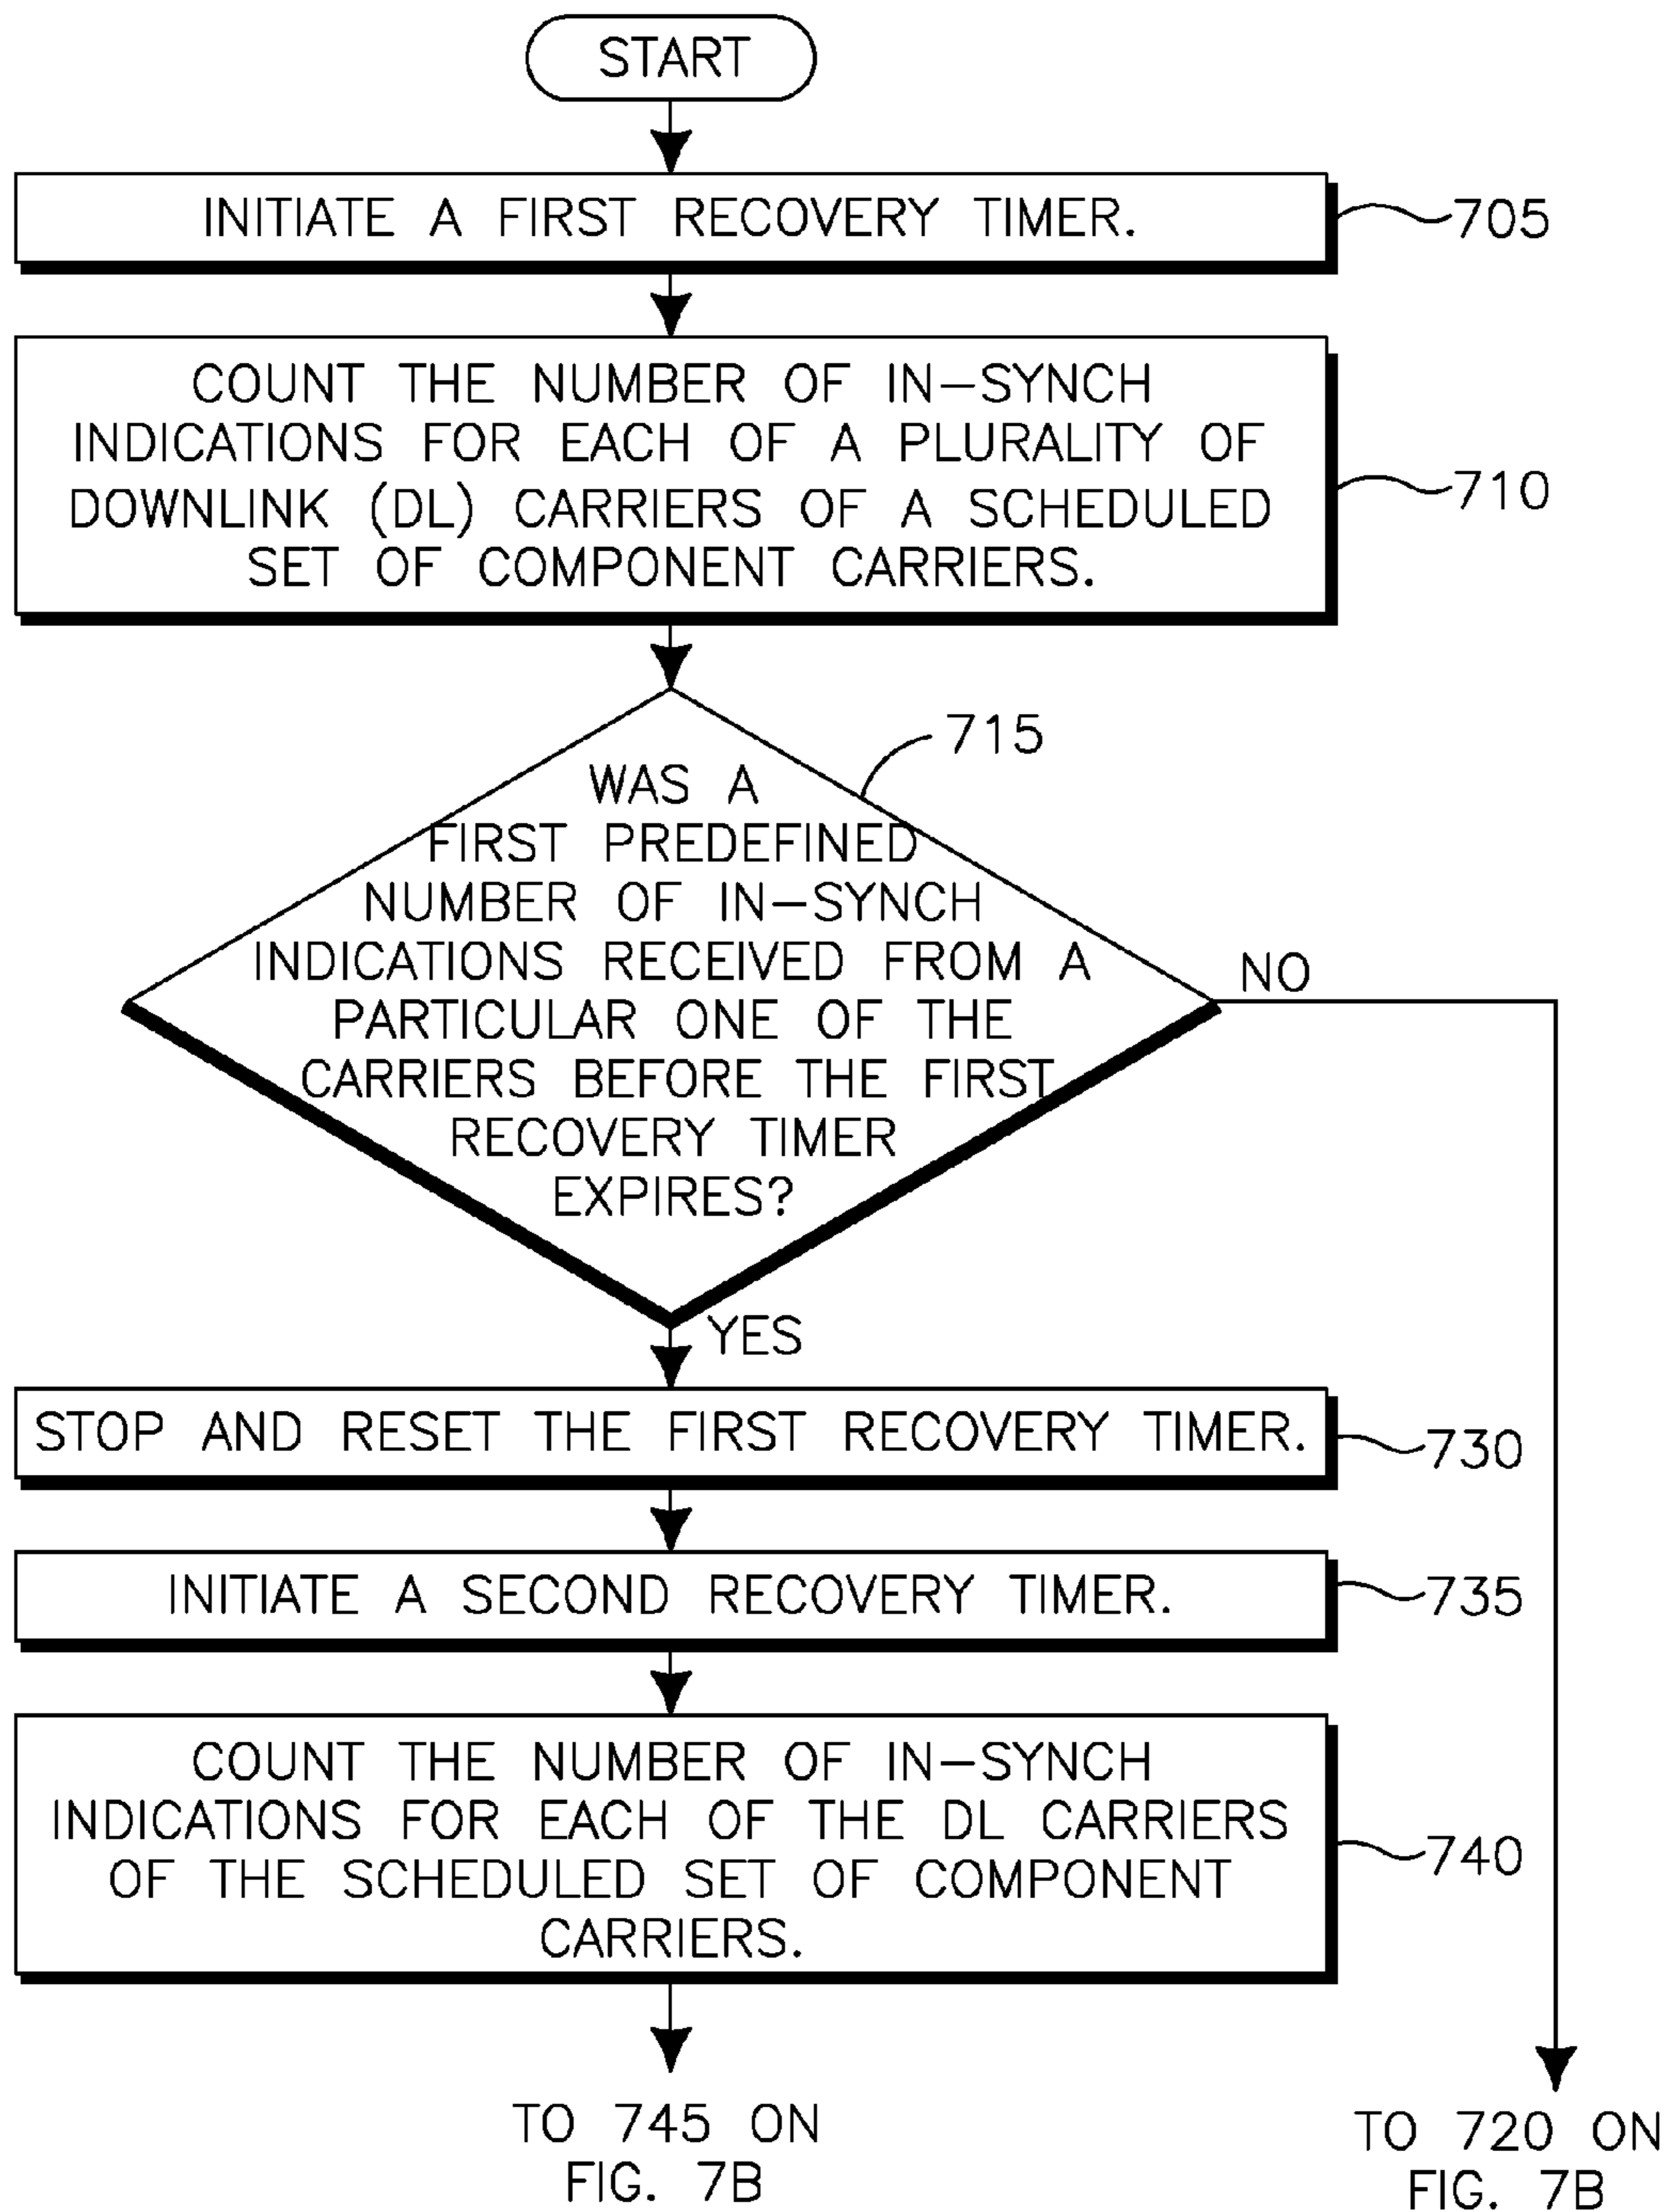 START
INITIATE A FIRST RECOVERY TIMER.
705
COUNT THE NUMBER OF IN-SYNCH
INDICATIONS FOR EACH OF A PLURALITY OF
DOWNLINK (DL) CARRIERS OF A SCHEDULED
SET OF COMPONENT CARRIERS.
710
715
WAS A
FIRST PREDEFINED
NUMBER OF IN-SYNCH
INDICATIONS RECEIVED FROM A
PARTICULAR ONE OF THE
CARRIERS BEFORE THE FIRST
RECOVERY TIMER
EXPIRES?
NO
YES
STOP AND RESET THE FIRST RECOVERY TIMER.
730
INITIATE A SECOND RECOVERY TIMER.
735
COUNT THE NUMBER OF IN-SYNCH
INDICATIONS FOR EACH OF THE DL CARRIERS
OF THE SCHEDULED SET OF COMPONENT
CARRIERS.
740
TO 745 ON
FIG. 7B
TO 720 ON
FIG. 7B